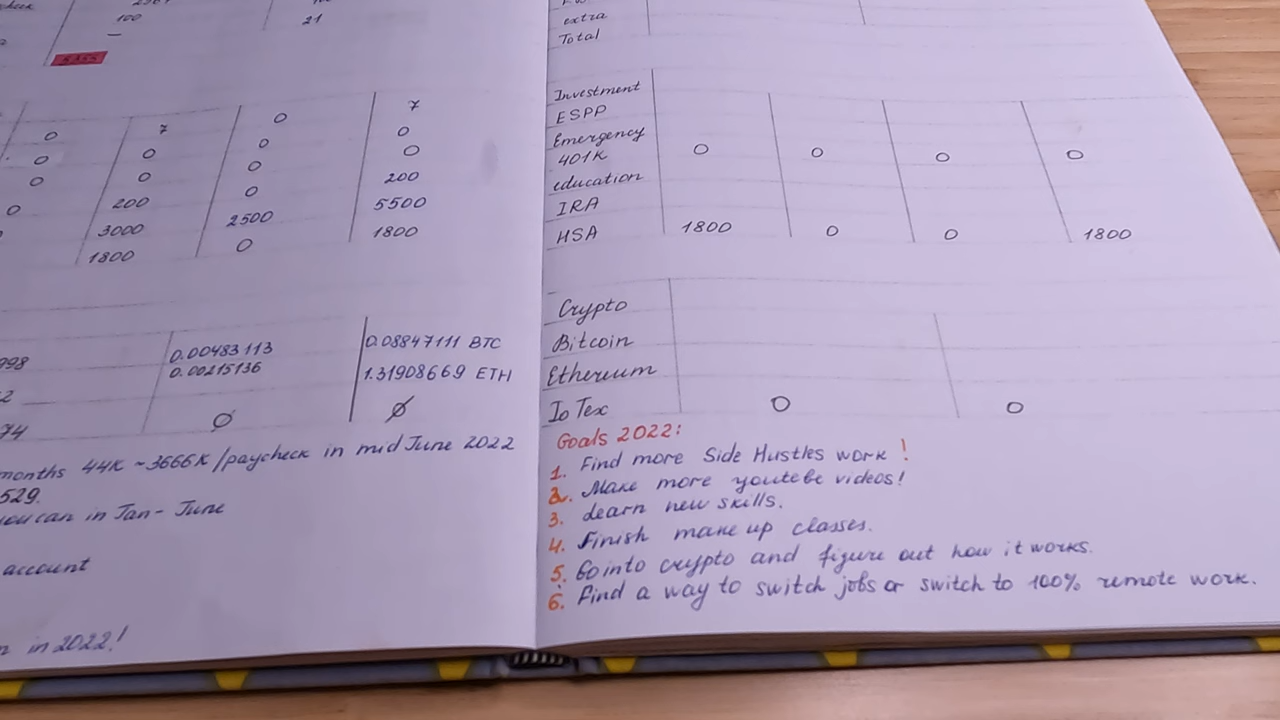 100
21
7
0
0
7
0
0
0
0
0
0
0
0
0
200
0
200
3000
2500
5500
1800
0
1800
998
0.00483113
0.08847111 BTC
0.00215136
1.31908669 ETH
74
Ø
Ø
months 44K ~3666K/paycheck in mid June 2022
529.
you can in Jan - June
account
in 2022!
extra
Total
Investment
ESPP
Emergency
401K 0 0 0 0
education
IRA
HSA 1800 0 0 1800
Crypto
Bitcoin
Ethereum
IoTex 0 0
Goals 2022:
1. Find more Side Hustles work!
2. Make more youtebe videos!
3. Learn new skills.
4. Finish make up classes.
5. Go into crypto and figure out how it works.
6. Find a way to switch jobs or switch to 100% remote work.